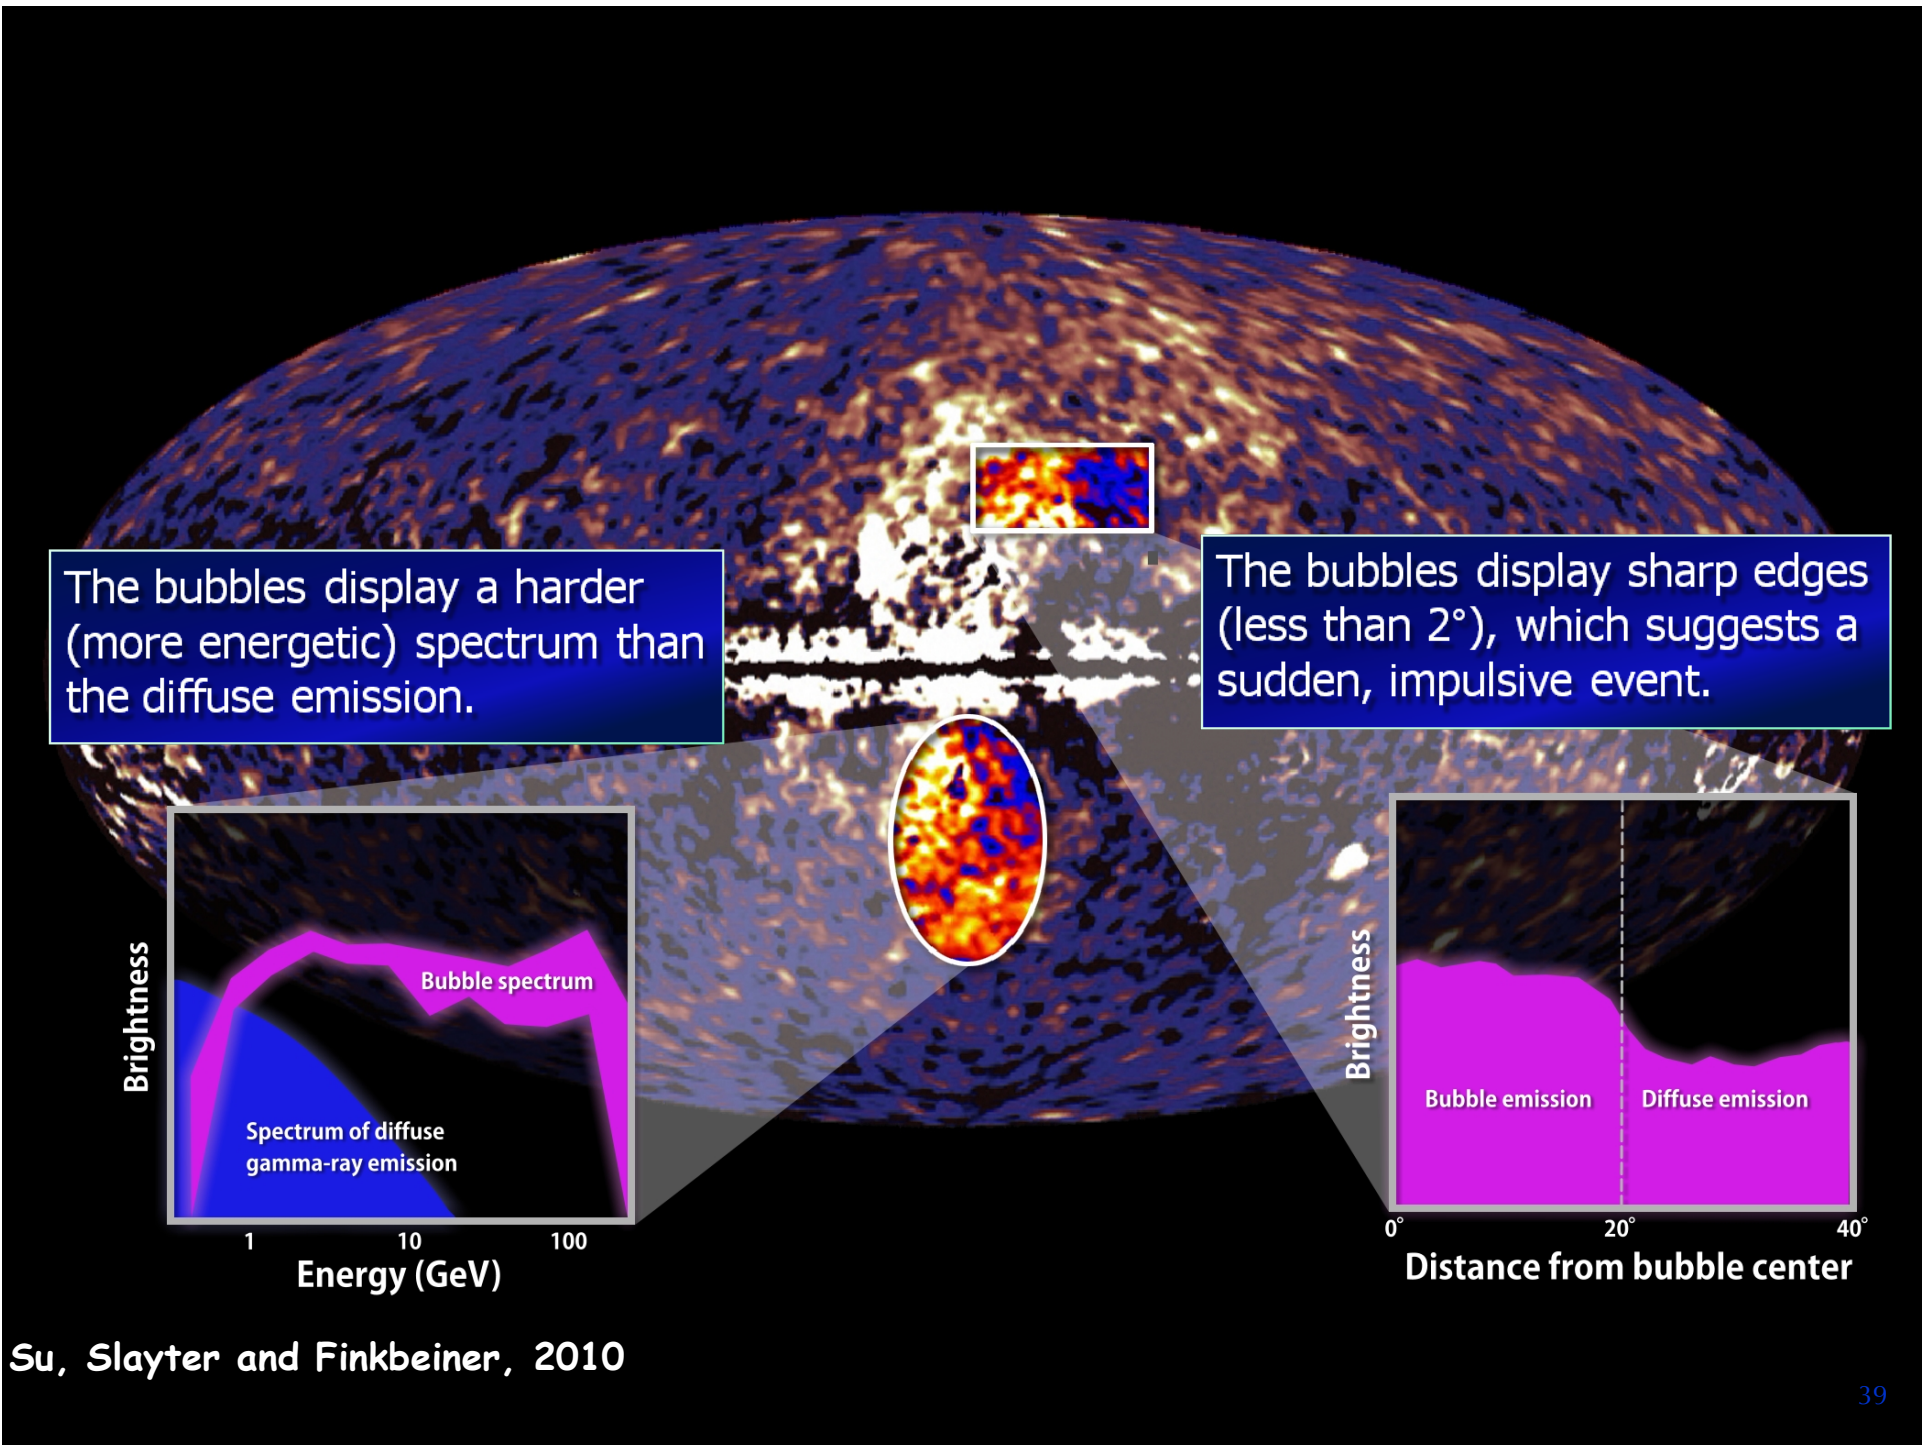 The bubbles display a harder
(more energetic) spectrum than
the diffuse emission.
The bubbles display sharp edges
(less than 2°), which suggests a
sudden, impulsive event.
Brightness
Bubble spectrum
Spectrum of diffuse
gamma-ray emission
1 10 100
Energy (GeV)
Brightness
Bubble emission Diffuse emission
0° 20° 40°
Distance from bubble center
Su, Slayter and Finkbeiner, 2010
39